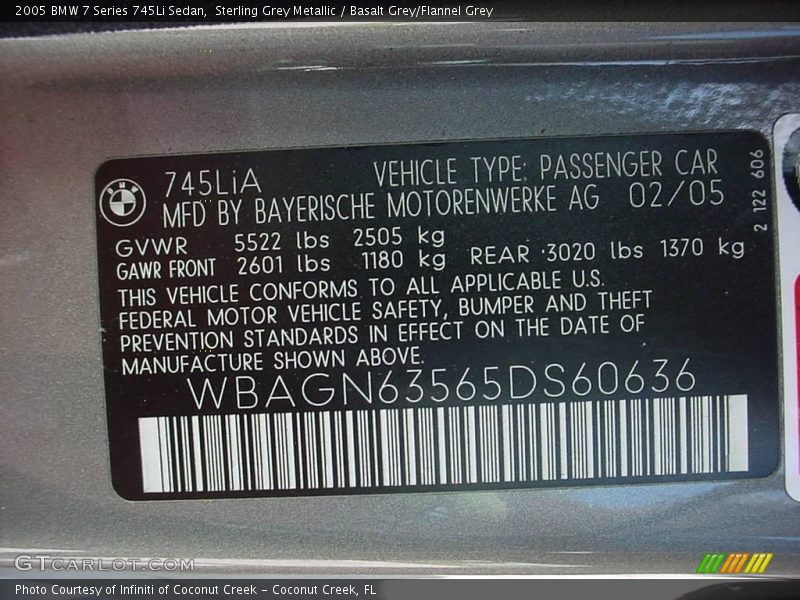 2005 BMW 7 Series 745Li Sedan, Sterling Grey Metallic / Basalt Grey/Flannel Grey
BMW
745LiA VEHICLE TYPE: PASSENGER CAR
MFD BY BAYERISCHE MOTORENWERKE AG 02/05
2 122 606
GVWR 5522 lbs 2505 kg
GAWR FRONT 2601 lbs 1180 kg REAR 3020 lbs 1370 kg
THIS VEHICLE CONFORMS TO ALL APPLICABLE U.S.
FEDERAL MOTOR VEHICLE SAFETY, BUMPER AND THEFT
PREVENTION STANDARDS IN EFFECT ON THE DATE OF
MANUFACTURE SHOWN ABOVE.
WBAGN63565DS60636
GTCARLOT.COM
Photo Courtesy of Infiniti of Coconut Creek – Coconut Creek, FL